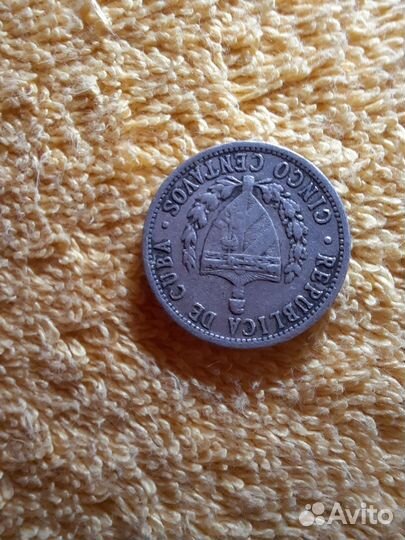 REPUBLICA DE CUBA
· CINCO CENTAVOS ·
Avito